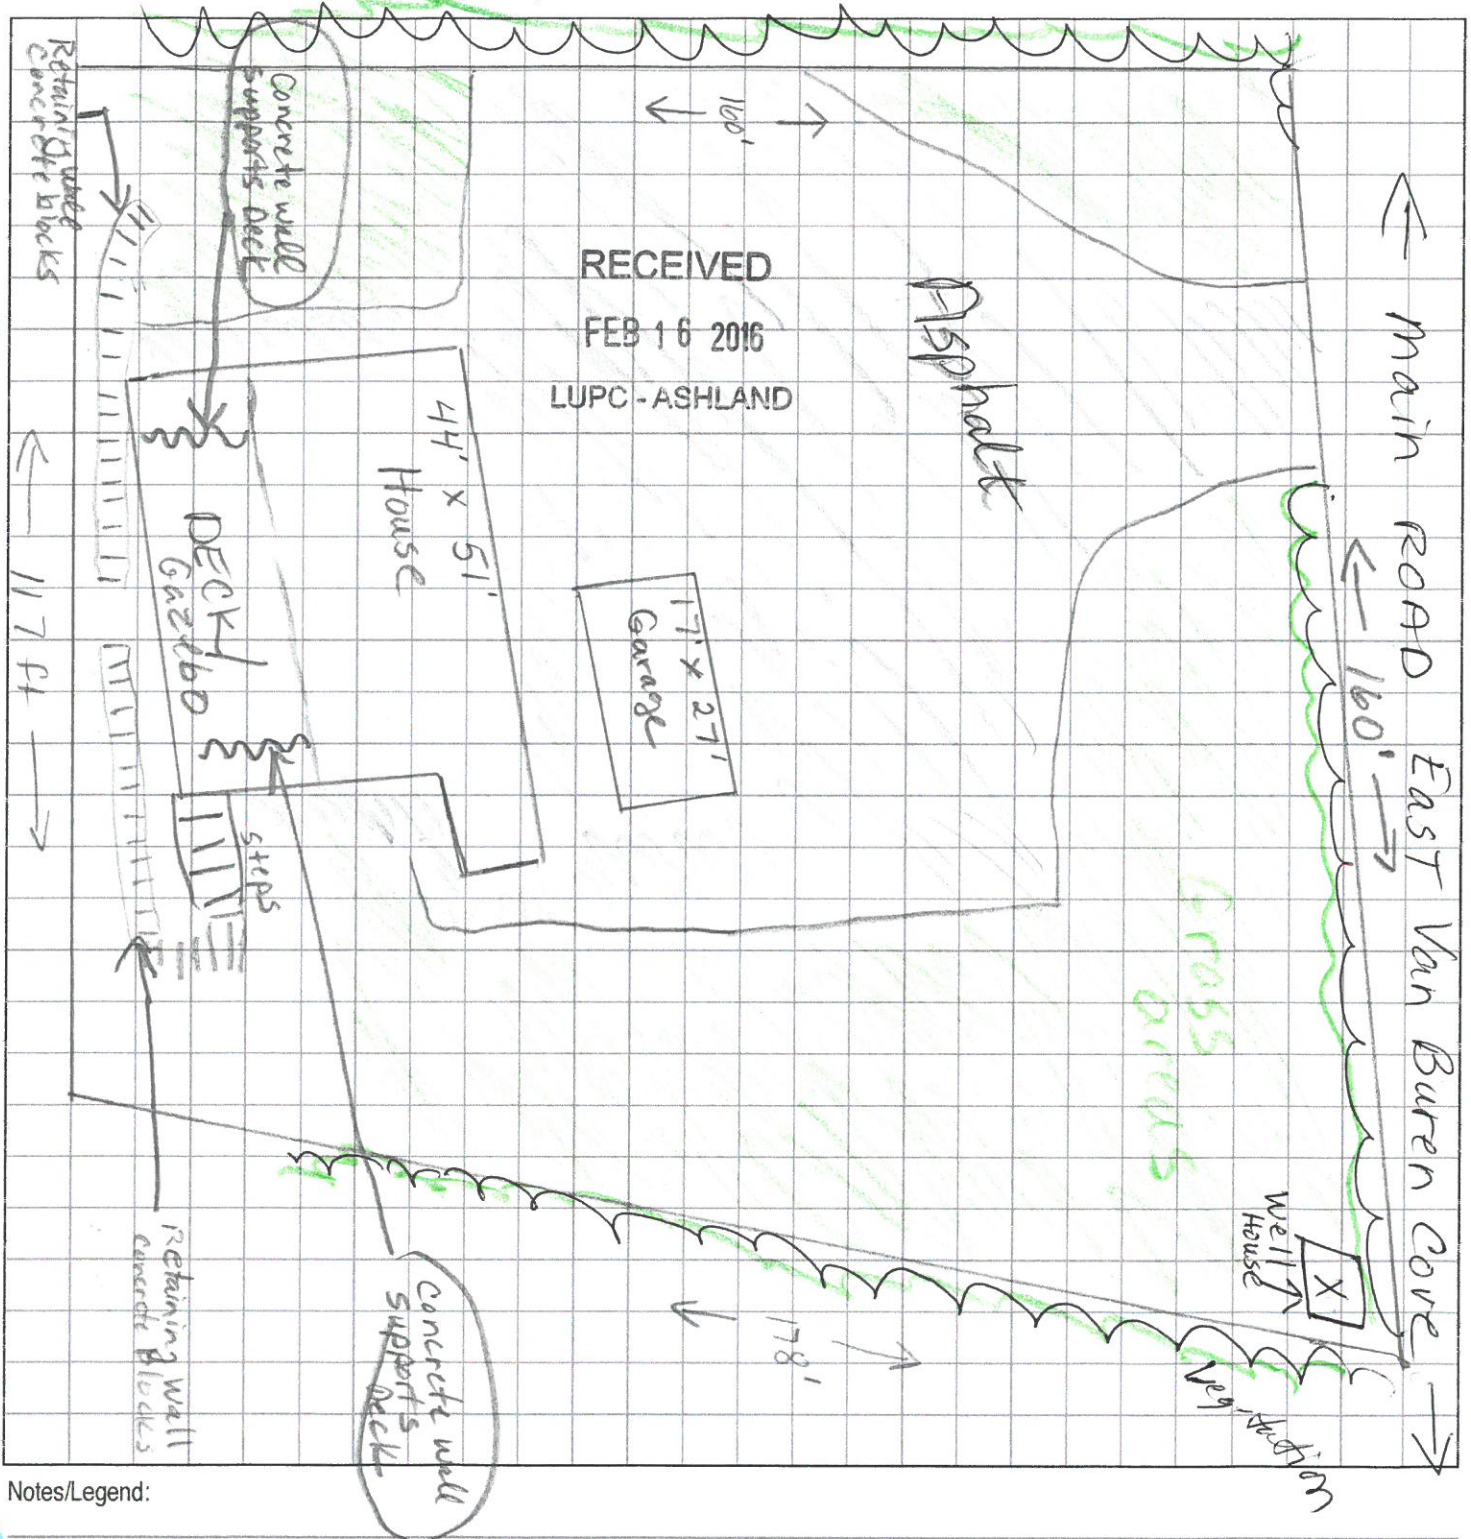 ← Main ROAD East Van Buren Cove →
← 160' →
Well
House
X
Vegitation
Grass
areas
Asphalt
← 160' →
RECEIVED
FEB 16 2016
LUPC - ASHLAND
← 178' →
17' x 27'
Garage
44' x 51'
House
DECK/
Gazebo
steps
Concrete wall
supports Deck
Concrete wall
supports
Deck
Retaining wall
concrete blocks
Retaining wall
concrete Blocks
← 117 ft →
Notes/Legend: